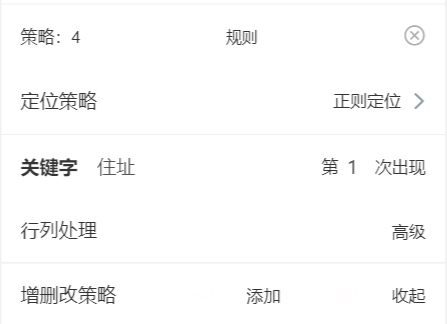 策略：4 规则
定位策略 正则定位
关键字 住址 第 1 次出现
行列处理 高级
增删改策略 添加 收起